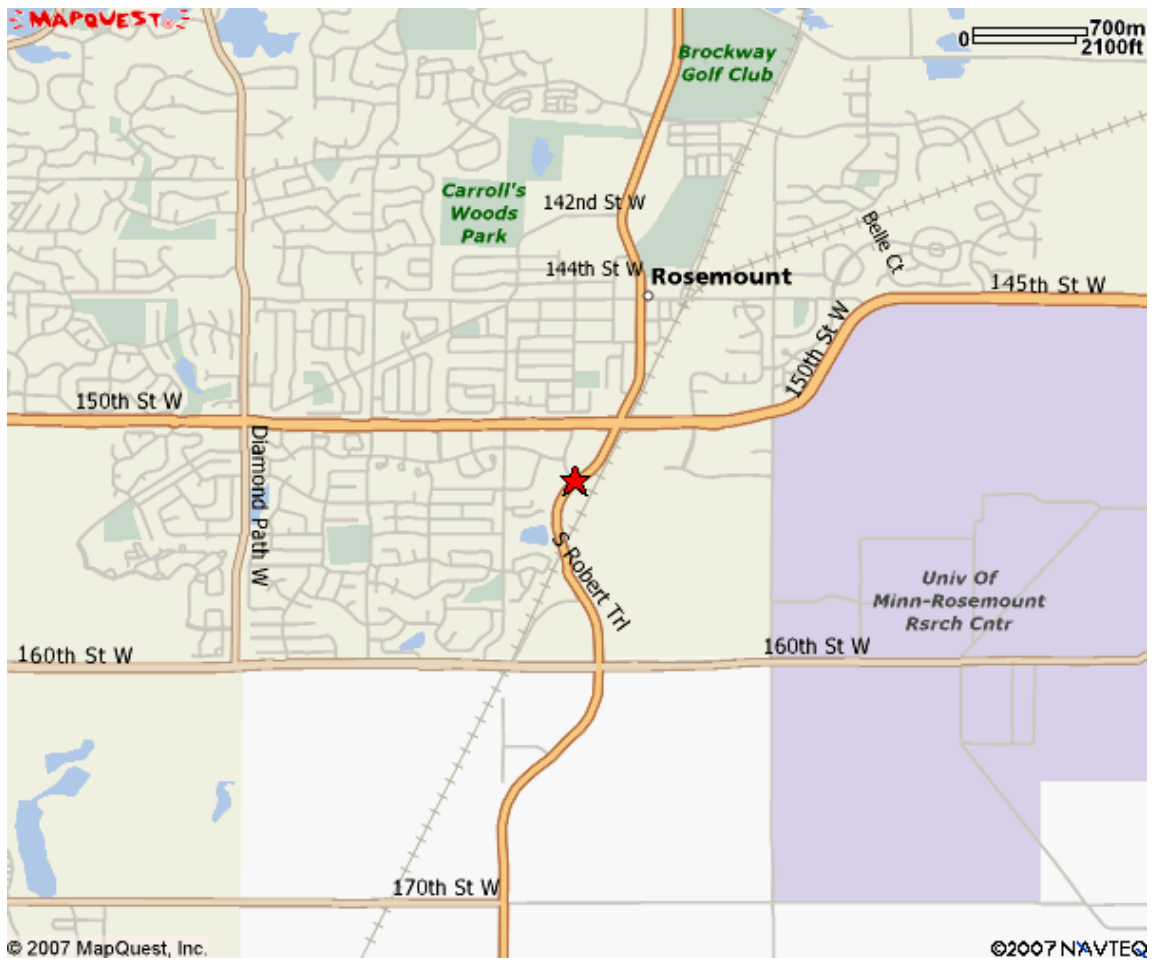 MAPQUEST
0 700m
2100ft
Brockway
Golf Club
Carroll's
Woods
Park
142nd St W
Belle Ct
144th St W
Rosemount
145th St W
150th St W
150th St W
Diamond Path W
S Robert Trl
Univ Of
Minn-Rosemount
Rsrch Cntr
160th St W
160th St W
170th St W
© 2007 MapQuest, Inc.
©2007 NAVTEQ